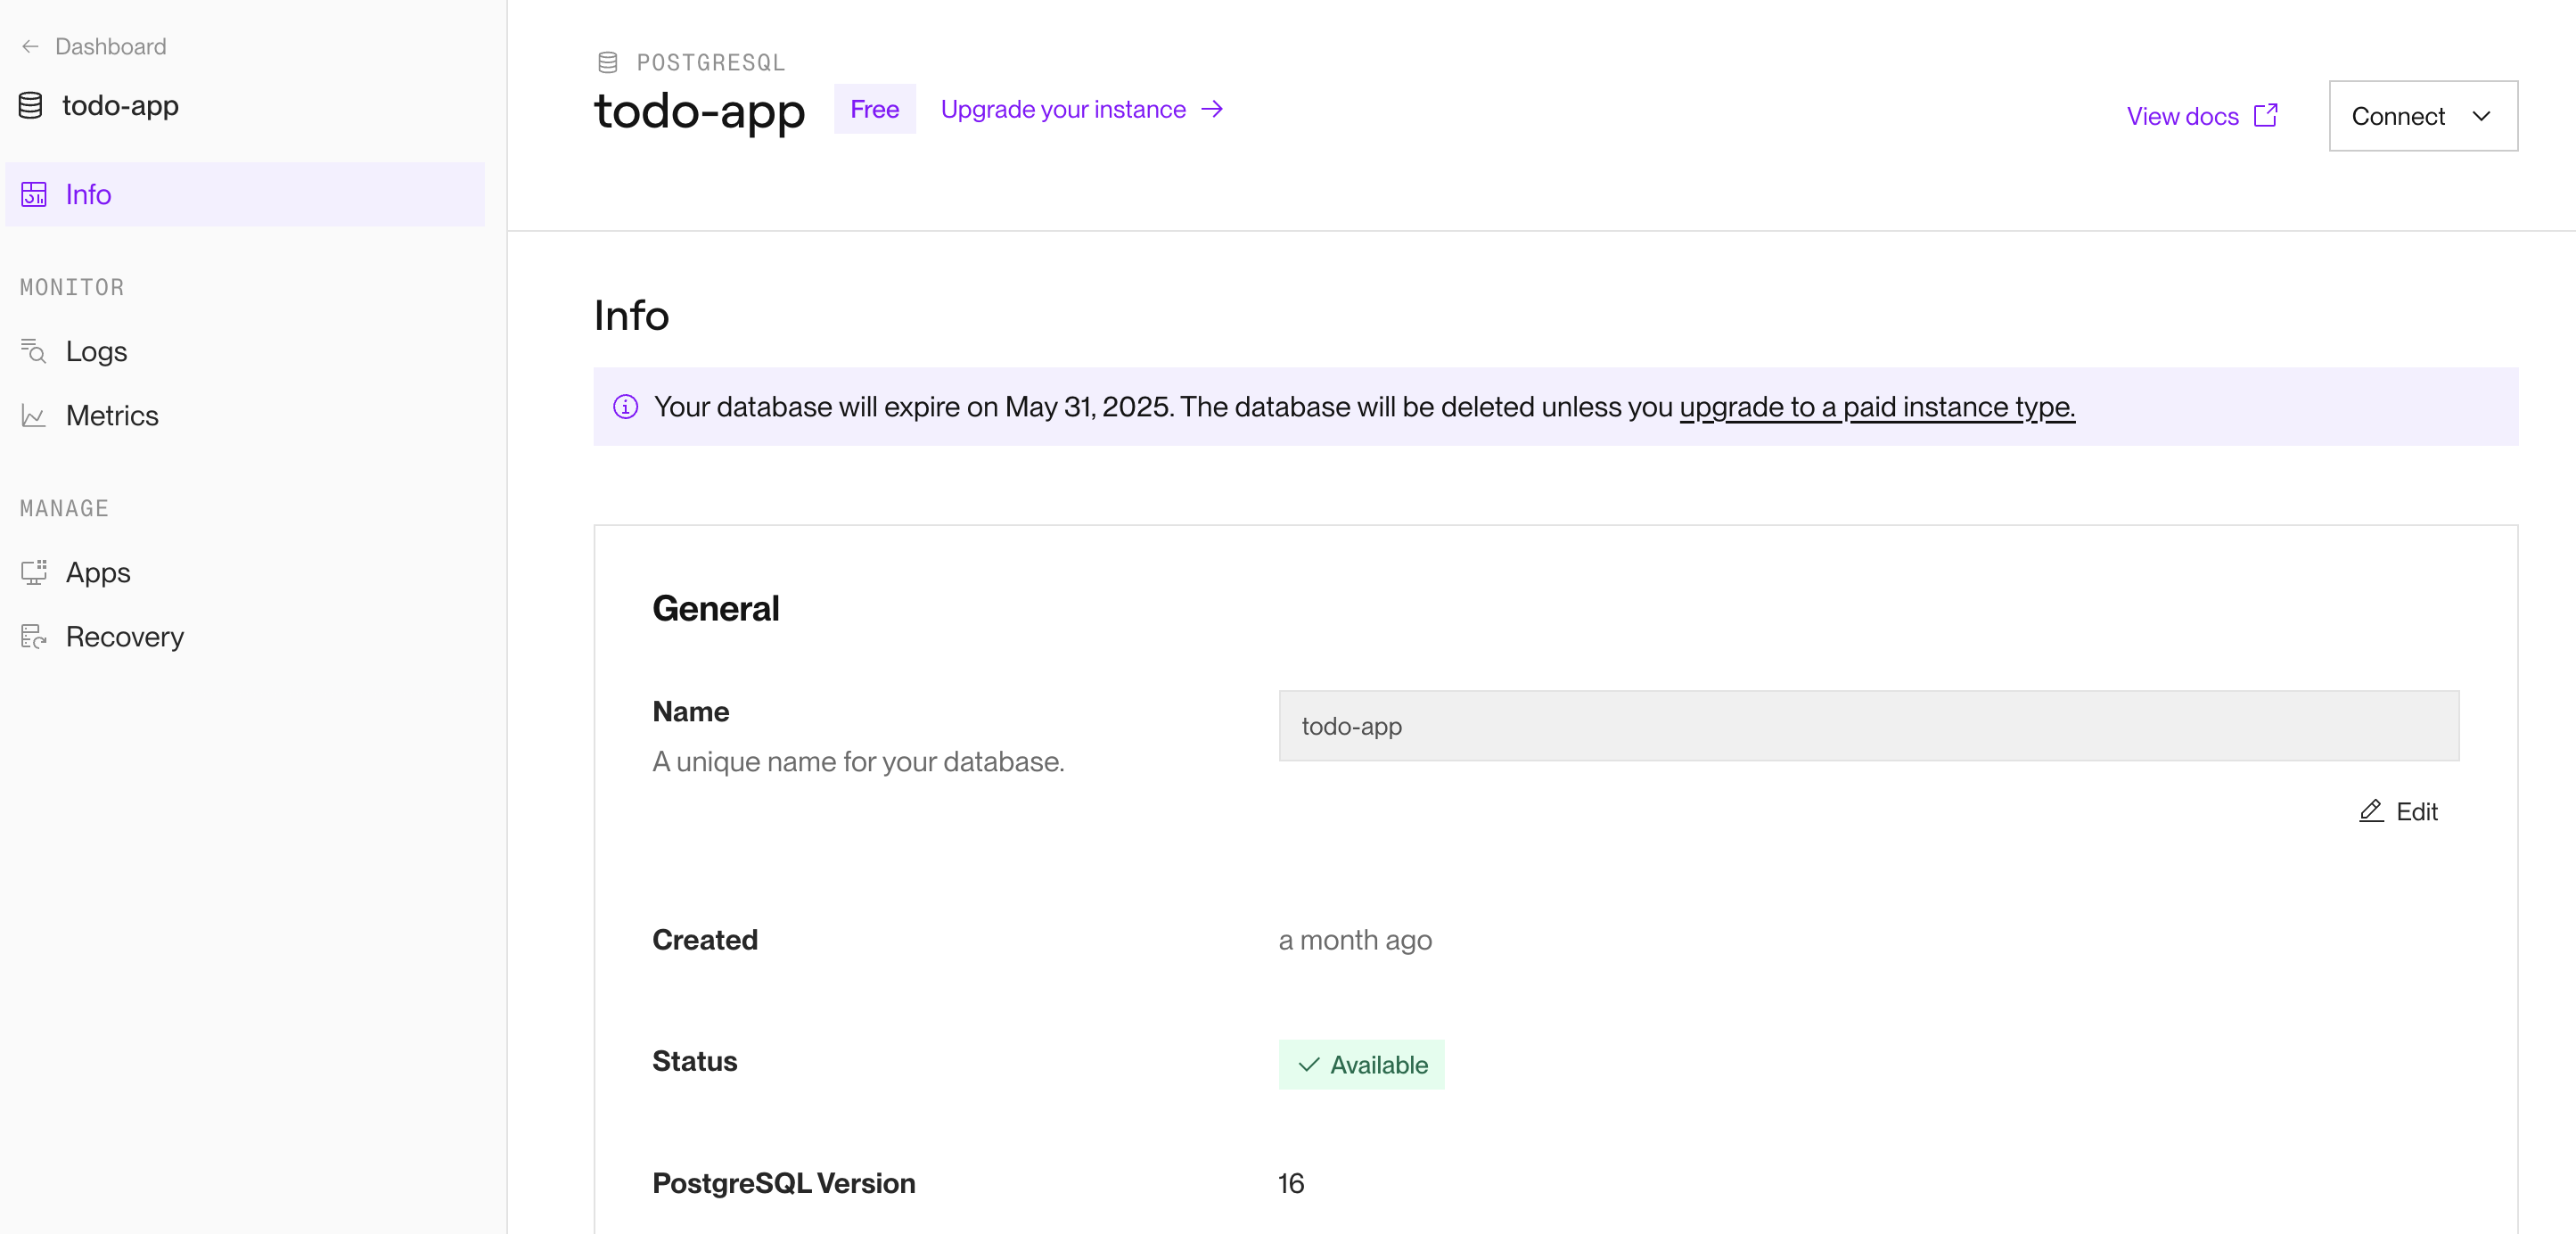 Dashboard
todo-app
Info
MONITOR
Logs
Metrics
MANAGE
Apps
Recovery
POSTGRESQL
todo-app Free Upgrade your instance →
View docs
Connect
Info
Your database will expire on May 31, 2025. The database will be deleted unless you upgrade to a paid instance type.
General
Name
A unique name for your database.
todo-app
Edit
Created
a month ago
Status
Available
PostgreSQL Version
16